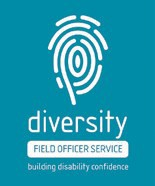 diversity
FIELD OFFICER SERVICE
building disability confidence